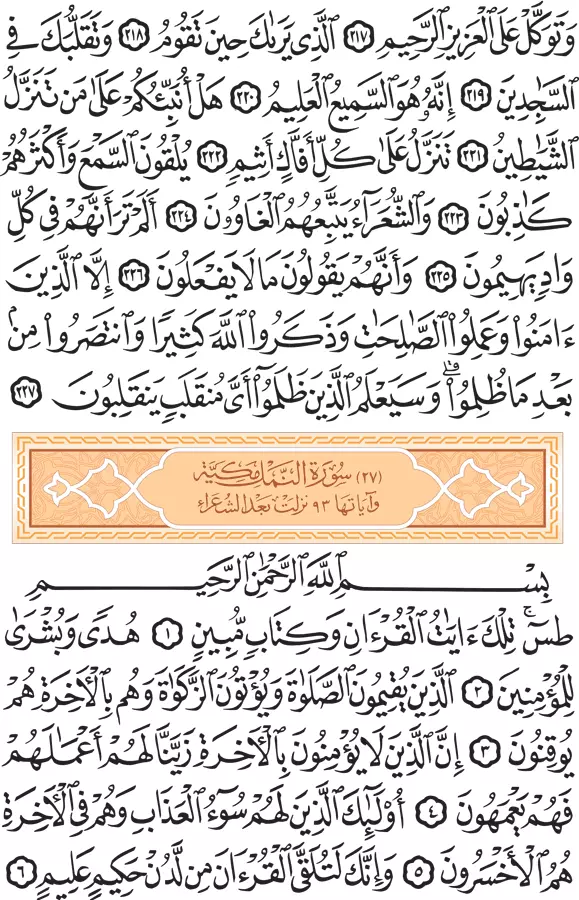 وَتَوَكَّلْ عَلَى ٱلْعَزِيزِ ٱلرَّحِيمِ ٢١٧ ٱلَّذِى يَرَىٰكَ حِينَ تَقُومُ ٢١٨ وَتَقَلُّبَكَ فِى
ٱلسَّٰجِدِينَ ٢١٩ إِنَّهُۥ هُوَ ٱلسَّمِيعُ ٱلْعَلِيمُ ٢٢٠ هَلْ أُنَبِّئُكُمْ عَلَىٰ مَن تَنَزَّلُ
ٱلشَّيَٰطِينُ ٢٢١ تَنَزَّلُ عَلَىٰ كُلِّ أَفَّاكٍ أَثِيمٍ ٢٢٢ يُلْقُونَ ٱلسَّمْعَ وَأَكْثَرُهُمْ
كَٰذِبُونَ ٢٢٣ وَٱلشُّعَرَآءُ يَتَّبِعُهُمُ ٱلْغَاوُۥنَ ٢٢٤ أَلَمْ تَرَ أَنَّهُمْ فِى كُلِّ
وَادٍ يَهِيمُونَ ٢٢٥ وَأَنَّهُمْ يَقُولُونَ مَا لَا يَفْعَلُونَ ٢٢٦ إِلَّا ٱلَّذِينَ
ءَامَنُوا۟ وَعَمِلُوا۟ ٱلصَّٰلِحَٰتِ وَذَكَرُوا۟ ٱللَّهَ كَثِيرًا وَٱنتَصَرُوا۟ مِنۢ
بَعْدِ مَا ظُلِمُوا۟ ۗ وَسَيَعْلَمُ ٱلَّذِينَ ظَلَمُوٓا۟ أَىَّ مُنقَلَبٍ يَنقَلِبُونَ ٢٢٧
(٢٧) سُورَةُ النَّمل مَكِيَّة
وَآيَاتهَا ٩٣ نزلتْ بَعْدَ الشُعَرَاء
بِسْمِ ٱللَّهِ ٱلرَّحْمَٰنِ ٱلرَّحِيمِ
طسٓ ۚ تِلْكَ ءَايَٰتُ ٱلْقُرْءَانِ وَكِتَابٍ مُّبِينٍ ١ هُدًى وَبُشْرَىٰ
لِلْمُؤْمِنِينَ ٢ ٱلَّذِينَ يُقِيمُونَ ٱلصَّلَوٰةَ وَيُؤْتُونَ ٱلزَّكَوٰةَ وَهُم بِٱلْءَاخِرَةِ هُمْ
يُوقِنُونَ ٣ إِنَّ ٱلَّذِينَ لَا يُؤْمِنُونَ بِٱلْءَاخِرَةِ زَيَّنَّا لَهُمْ أَعْمَٰلَهُمْ
فَهُمْ يَعْمَهُونَ ٤ أُو۟لَٰٓئِكَ ٱلَّذِينَ لَهُمْ سُوٓءُ ٱلْعَذَابِ وَهُمْ فِى ٱلْءَاخِرَةِ
هُمُ ٱلْأَخْسَرُونَ ٥ وَإِنَّكَ لَتُلَقَّى ٱلْقُرْءَانَ مِن لَّدُنْ حَكِيمٍ عَلِيمٍ ٦